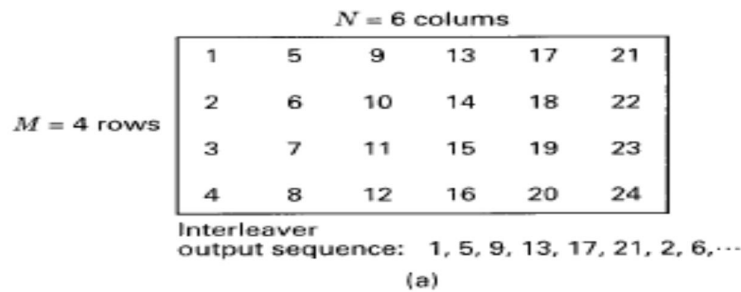 N = 6 colums
1 5 9 13 17 21
2 6 10 14 18 22
M = 4 rows
3 7 11 15 19 23
4 8 12 16 20 24
Interleaver
output sequence: 1, 5, 9, 13, 17, 21, 2, 6,···
(a)